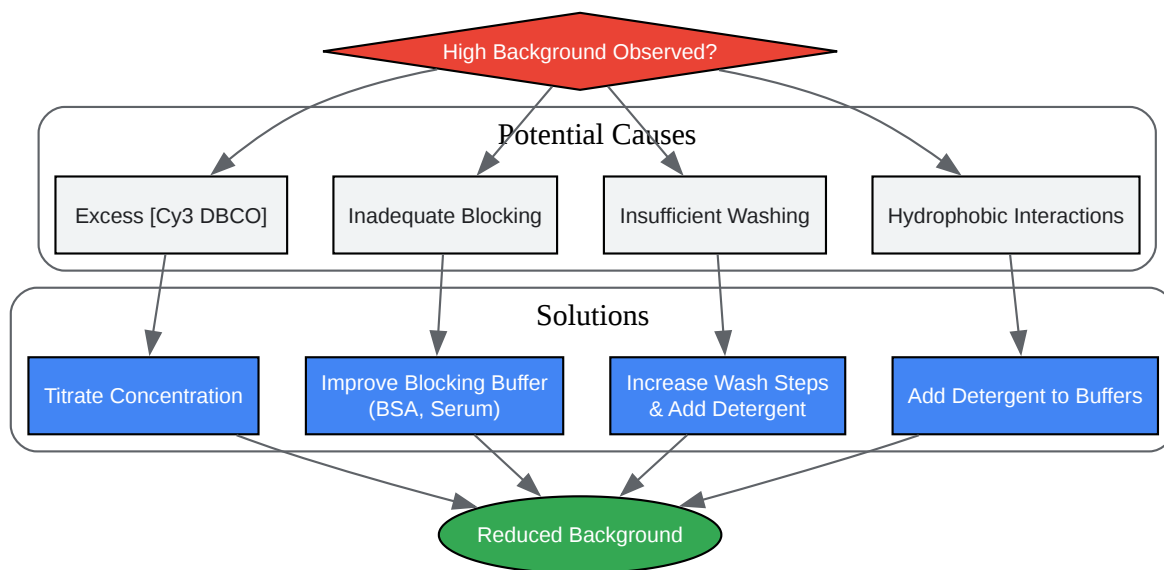 High Background Observed?
Potential Causes
Excess [Cy3 DBCO]
Inadequate Blocking
Insufficient Washing
Hydrophobic Interactions
Solutions
Titrate Concentration
Improve Blocking Buffer
(BSA, Serum)
Increase Wash Steps
& Add Detergent
Add Detergent to Buffers
Reduced Background